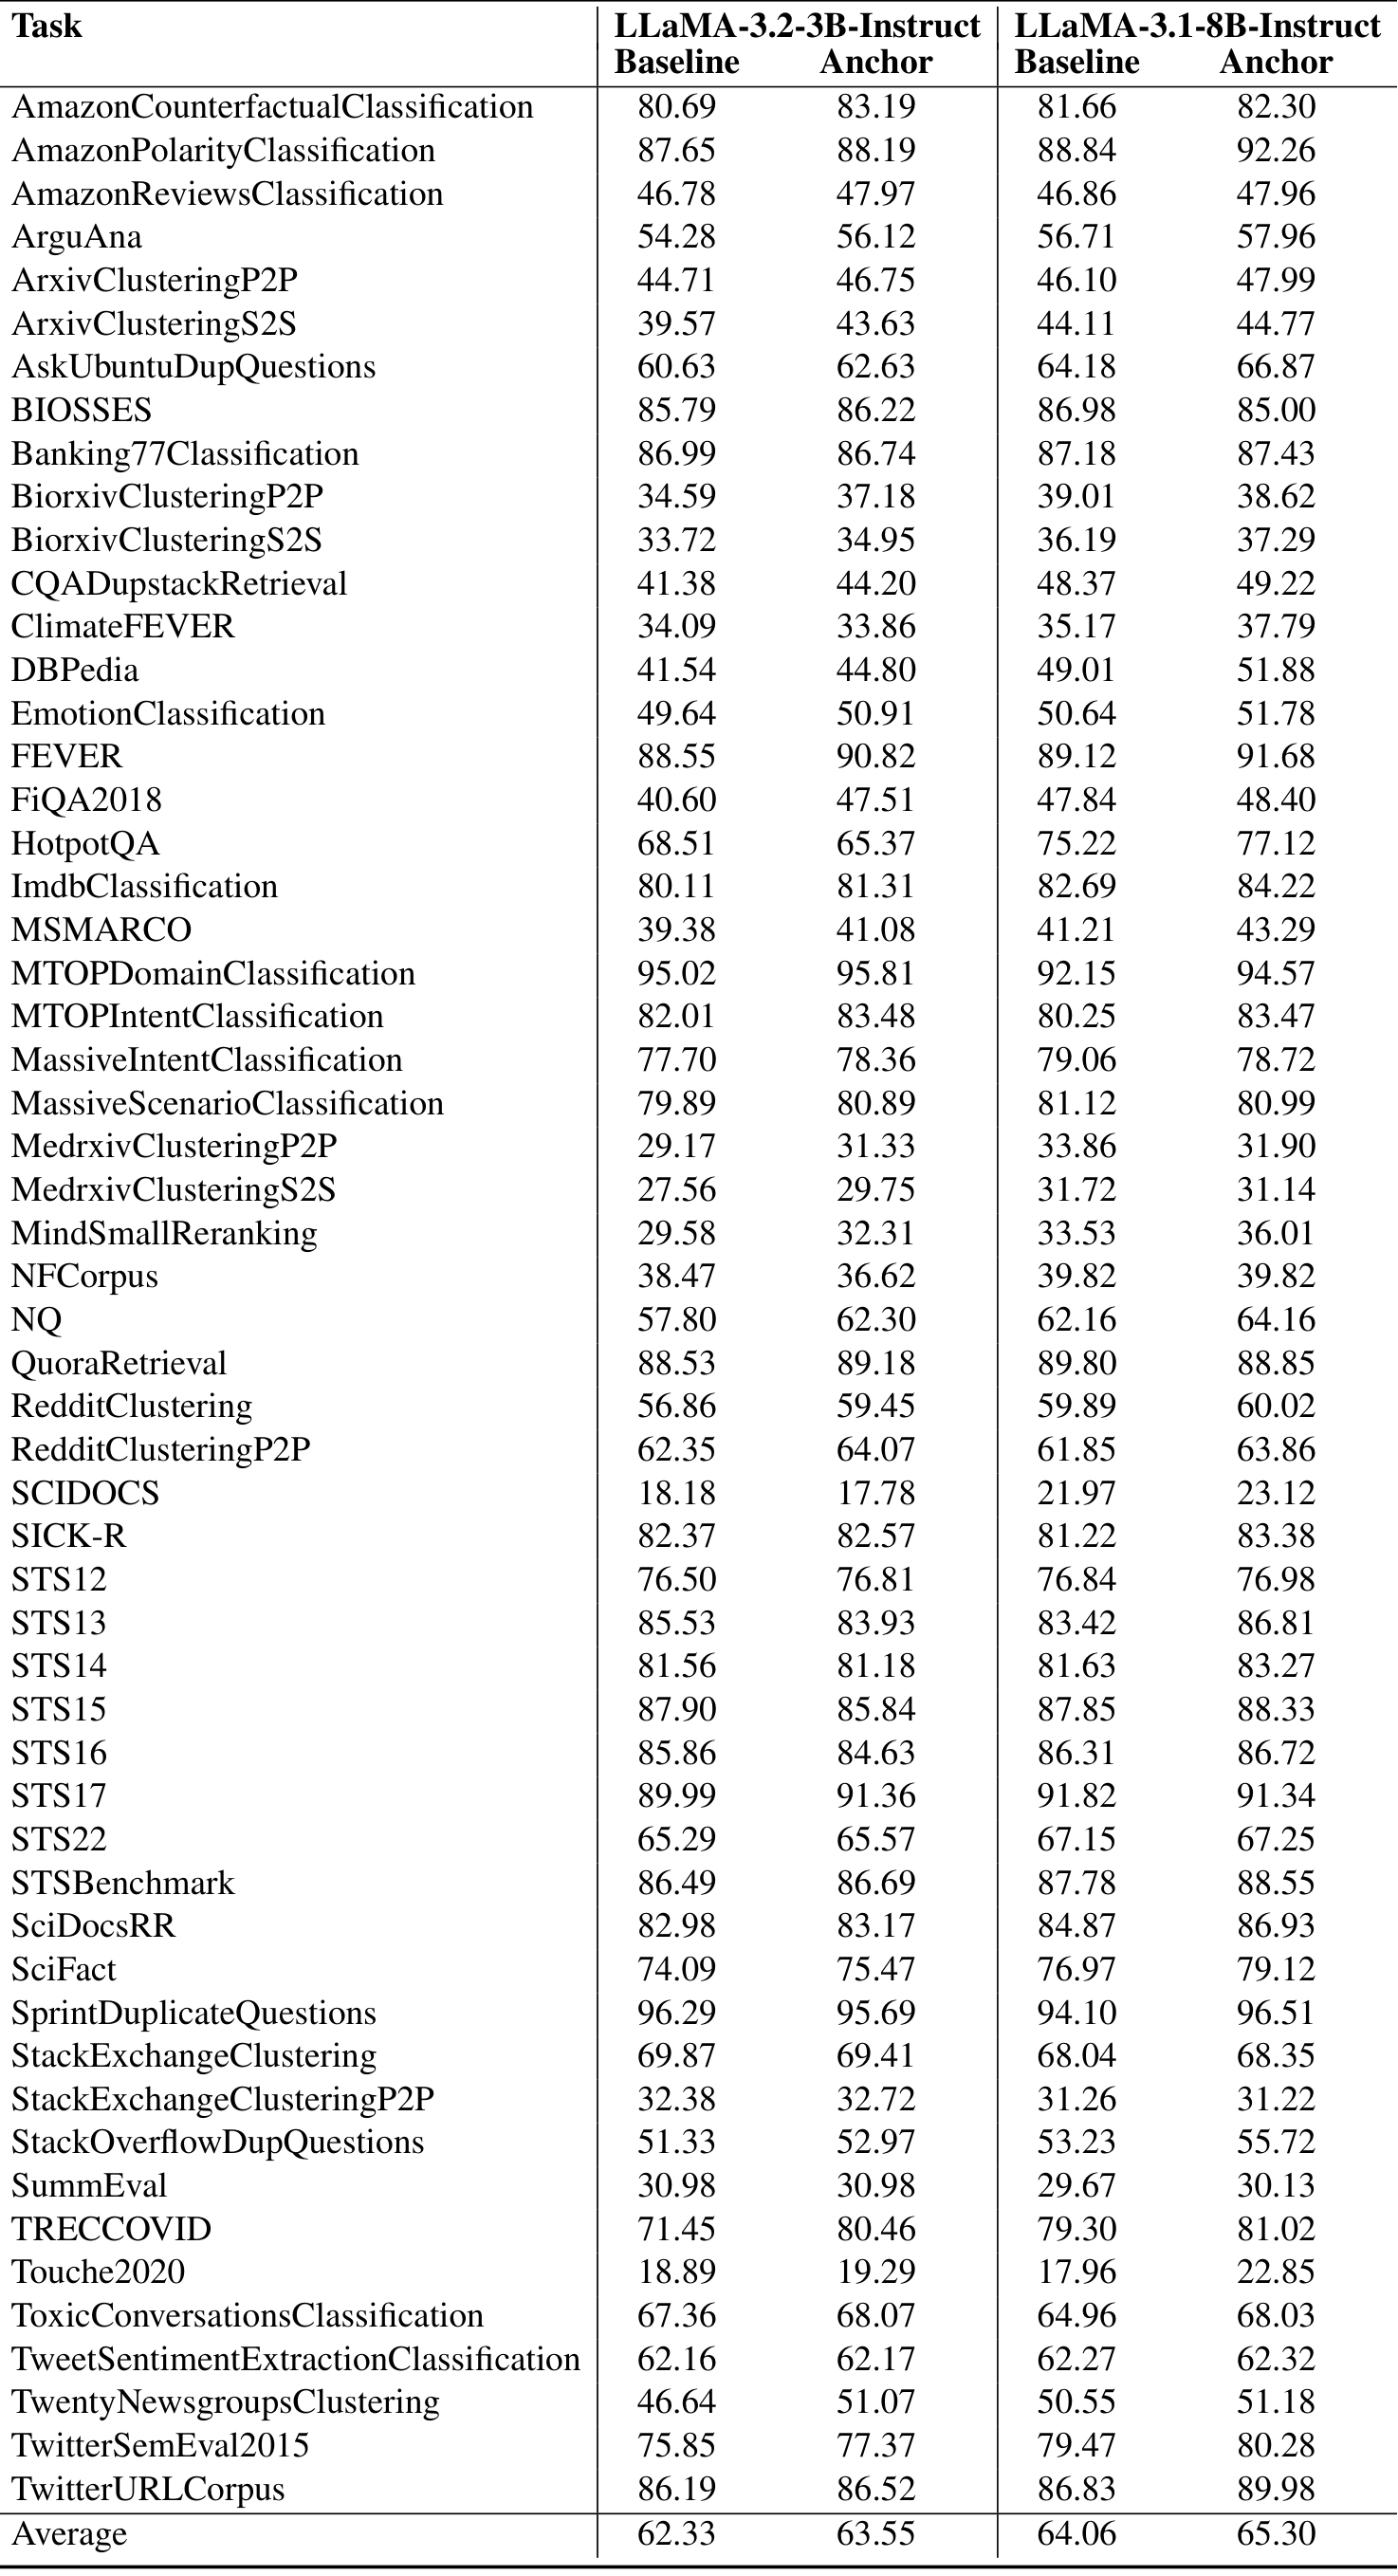 Task LLaMA-3.2-3B-Instruct LLaMA-3.1-8B-Instruct
Baseline Anchor Baseline Anchor
AmazonCounterfactualClassification 80.69 83.19 81.66 82.30
AmazonPolarityClassification 87.65 88.19 88.84 92.26
AmazonReviewsClassification 46.78 47.97 46.86 47.96
ArguAna 54.28 56.12 56.71 57.96
ArxivClusteringP2P 44.71 46.75 46.10 47.99
ArxivClusteringS2S 39.57 43.63 44.11 44.77
AskUbuntuDupQuestions 60.63 62.63 64.18 66.87
BIOSSES 85.79 86.22 86.98 85.00
Banking77Classification 86.99 86.74 87.18 87.43
BiorxivClusteringP2P 34.59 37.18 39.01 38.62
BiorxivClusteringS2S 33.72 34.95 36.19 37.29
CQADupstackRetrieval 41.38 44.20 48.37 49.22
ClimateFEVER 34.09 33.86 35.17 37.79
DBPedia 41.54 44.80 49.01 51.88
EmotionClassification 49.64 50.91 50.64 51.78
FEVER 88.55 90.82 89.12 91.68
FiQA2018 40.60 47.51 47.84 48.40
HotpotQA 68.51 65.37 75.22 77.12
ImdbClassification 80.11 81.31 82.69 84.22
MSMARCO 39.38 41.08 41.21 43.29
MTOPDomainClassification 95.02 95.81 92.15 94.57
MTOPIntentClassification 82.01 83.48 80.25 83.47
MassiveIntentClassification 77.70 78.36 79.06 78.72
MassiveScenarioClassification 79.89 80.89 81.12 80.99
MedrxivClusteringP2P 29.17 31.33 33.86 31.90
MedrxivClusteringS2S 27.56 29.75 31.72 31.14
MindSmallReranking 29.58 32.31 33.53 36.01
NFCorpus 38.47 36.62 39.82 39.82
NQ 57.80 62.30 62.16 64.16
QuoraRetrieval 88.53 89.18 89.80 88.85
RedditClustering 56.86 59.45 59.89 60.02
RedditClusteringP2P 62.35 64.07 61.85 63.86
SCIDOCS 18.18 17.78 21.97 23.12
SICK-R 82.37 82.57 81.22 83.38
STS12 76.50 76.81 76.84 76.98
STS13 85.53 83.93 83.42 86.81
STS14 81.56 81.18 81.63 83.27
STS15 87.90 85.84 87.85 88.33
STS16 85.86 84.63 86.31 86.72
STS17 89.99 91.36 91.82 91.34
STS22 65.29 65.57 67.15 67.25
STSBenchmark 86.49 86.69 87.78 88.55
SciDocsRR 82.98 83.17 84.87 86.93
SciFact 74.09 75.47 76.97 79.12
SprintDuplicateQuestions 96.29 95.69 94.10 96.51
StackExchangeClustering 69.87 69.41 68.04 68.35
StackExchangeClusteringP2P 32.38 32.72 31.26 31.22
StackOverflowDupQuestions 51.33 52.97 53.23 55.72
SummEval 30.98 30.98 29.67 30.13
TRECCOVID 71.45 80.46 79.30 81.02
Touche2020 18.89 19.29 17.96 22.85
ToxicConversationsClassification 67.36 68.07 64.96 68.03
TweetSentimentExtractionClassification 62.16 62.17 62.27 62.32
TwentyNewsgroupsClustering 46.64 51.07 50.55 51.18
TwitterSemEval2015 75.85 77.37 79.47 80.28
TwitterURLCorpus 86.19 86.52 86.83 89.98
Average 62.33 63.55 64.06 65.30